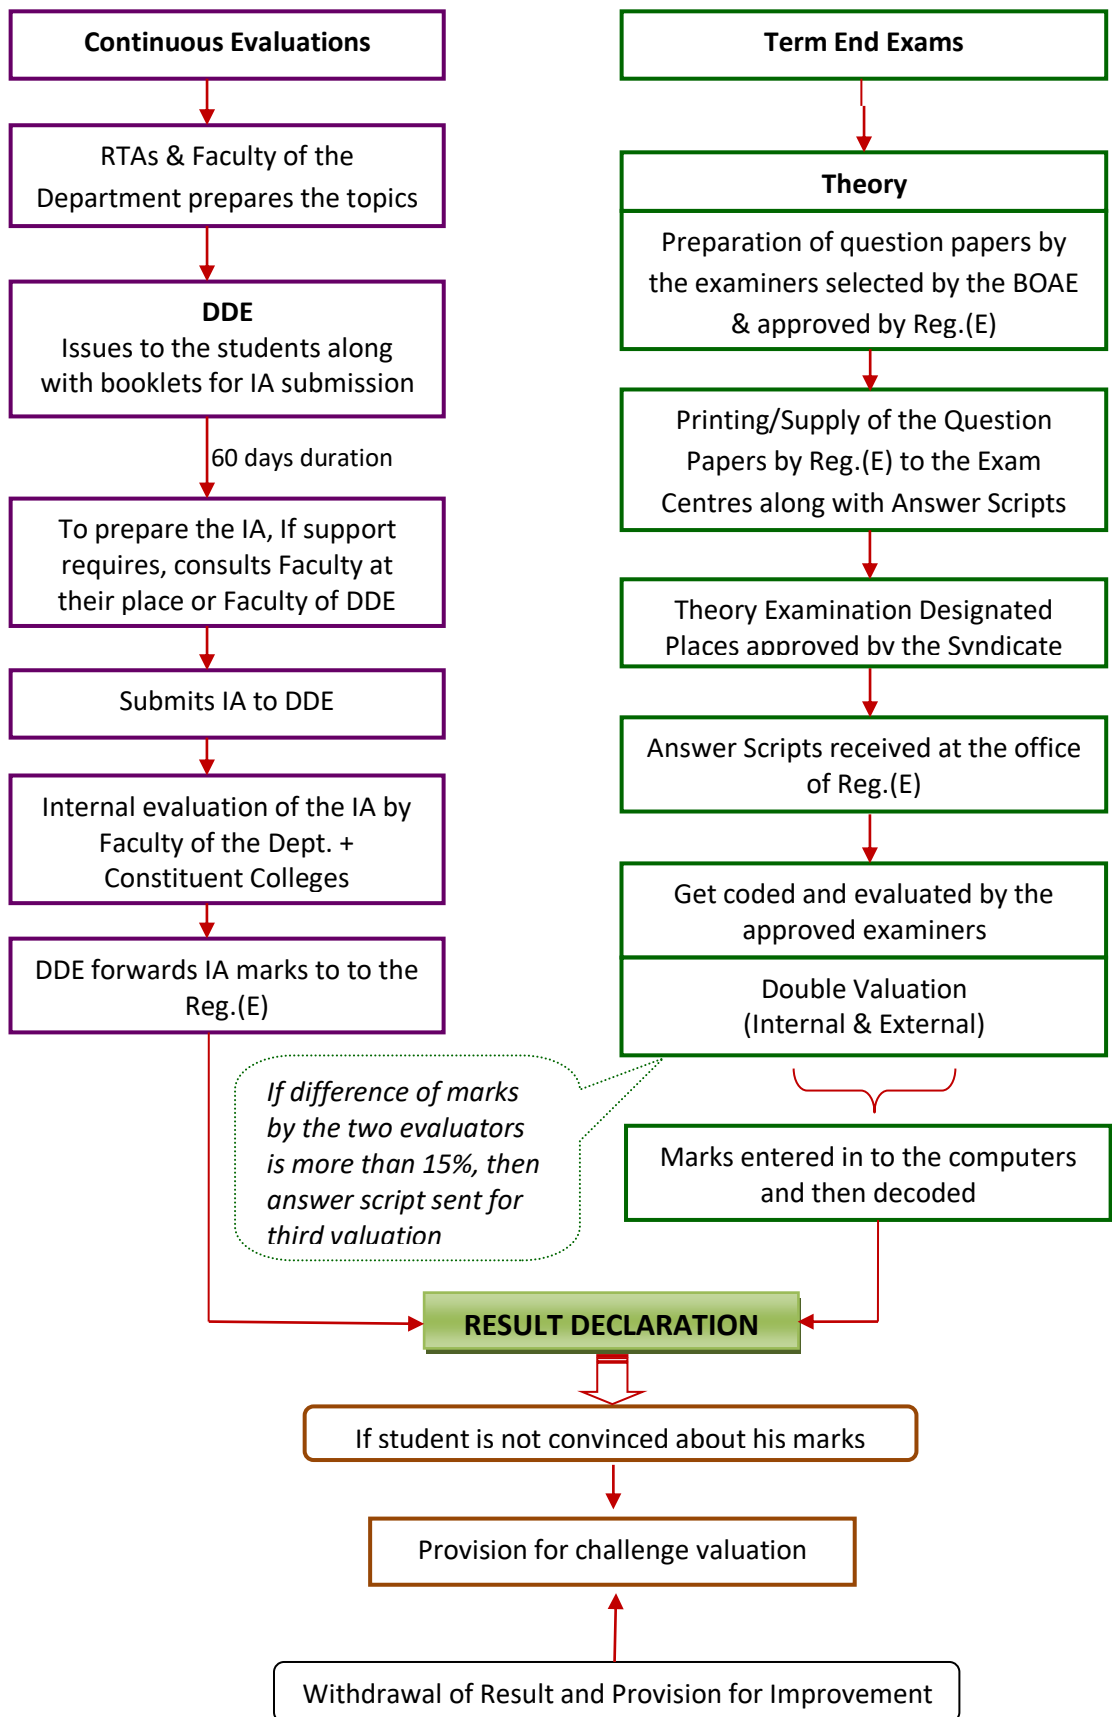 Continuous Evaluations
RTAs & Faculty of the
Department prepares the topics
DDE
Issues to the students along
with booklets for IA submission
60 days duration
To prepare the IA, If support
requires, consults Faculty at
their place or Faculty of DDE
Submits IA to DDE
Internal evaluation of the IA by
Faculty of the Dept. +
Constituent Colleges
DDE forwards IA marks to to the
Reg.(E)
Term End Exams
Theory
Preparation of question papers by
the examiners selected by the BOAE
& approved by Reg.(E)
Printing/Supply of the Question
Papers by Reg.(E) to the Exam
Centres along with Answer Scripts
Theory Examination Designated
Places approved by the Syndicate
Answer Scripts received at the office
of Reg.(E)
Get coded and evaluated by the
approved examiners
Double Valuation
(Internal & External)
If difference of marks
by the two evaluators
is more than 15%, then
answer script sent for
third valuation
Marks entered in to the computers
and then decoded
RESULT DECLARATION
If student is not convinced about his marks
Provision for challenge valuation
Withdrawal of Result and Provision for Improvement